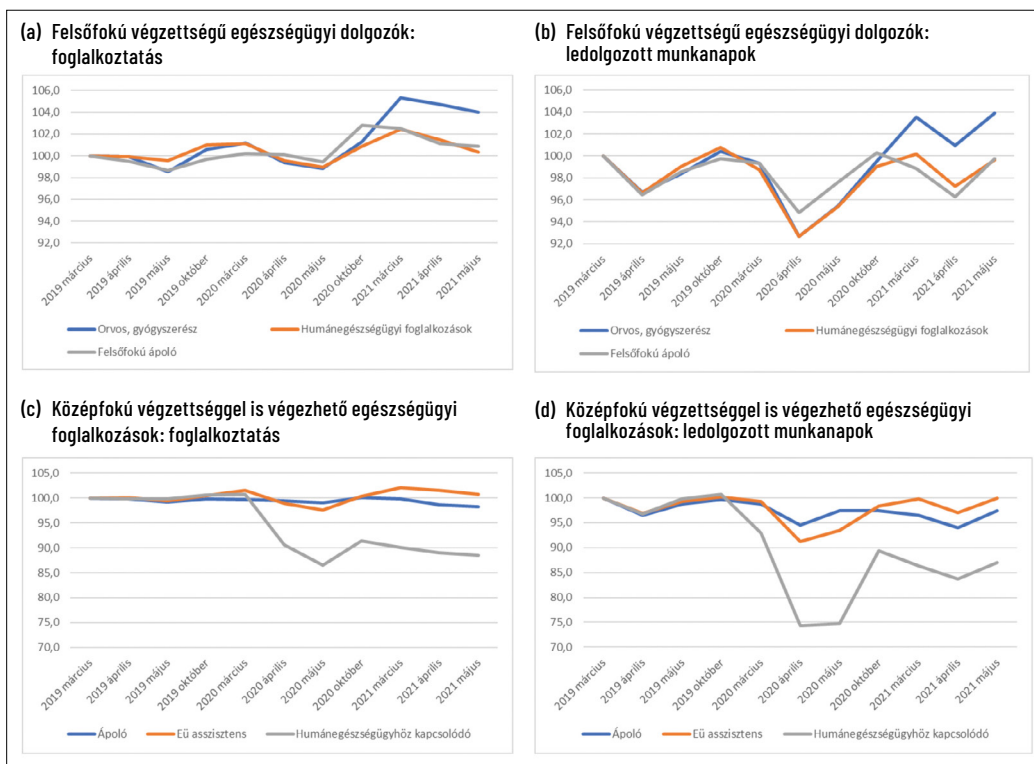 (a) Felsőfokú végzettségű egészségügyi dolgozók:
foglalkoztatás
106,0
104,0
102,0
100,0
98,0
96,0
94,0
92,0
2019 március
2019 április
2019 május
2019 október
2020 március
2020 április
2020 május
2020 október
2021 március
2021 április
2021 május
Orvos, gyógyszerész
Humánegészségügyi foglalkozások
Felsőfokú ápoló
(b) Felsőfokú végzettségű egészségügyi dolgozók:
ledolgozott munkanapok
106,0
104,0
102,0
100,0
98,0
96,0
94,0
92,0
2019 március
2019 április
2019 május
2019 október
2020 március
2020 április
2020 május
2020 október
2021 március
2021 április
2021 május
Orvos, gyógyszerész
Humánegészségügyi foglalkozások
Felsőfokú ápoló
(c) Középfokú végzettséggel is végezhető egészségügyi
foglalkozások: foglalkoztatás
105,0
100,0
95,0
90,0
85,0
80,0
75,0
70,0
2019 március
2019 április
2019 május
2019 október
2020 március
2020 április
2020 május
2020 október
2021 március
2021 április
2021 május
Ápoló
Eü asszisztens
Humánegészségügyhöz kapcsolódó
(d) Középfokú végzettséggel is végezhető egészségügyi
foglalkozások: ledolgozott munkanapok
105,0
100,0
95,0
90,0
85,0
80,0
75,0
70,0
2019 március
2019 április
2019 május
2019 október
2020 március
2020 április
2020 május
2020 október
2021 március
2021 április
2021 május
Ápoló
Eü asszisztens
Humánegészségügyhöz kapcsolódó